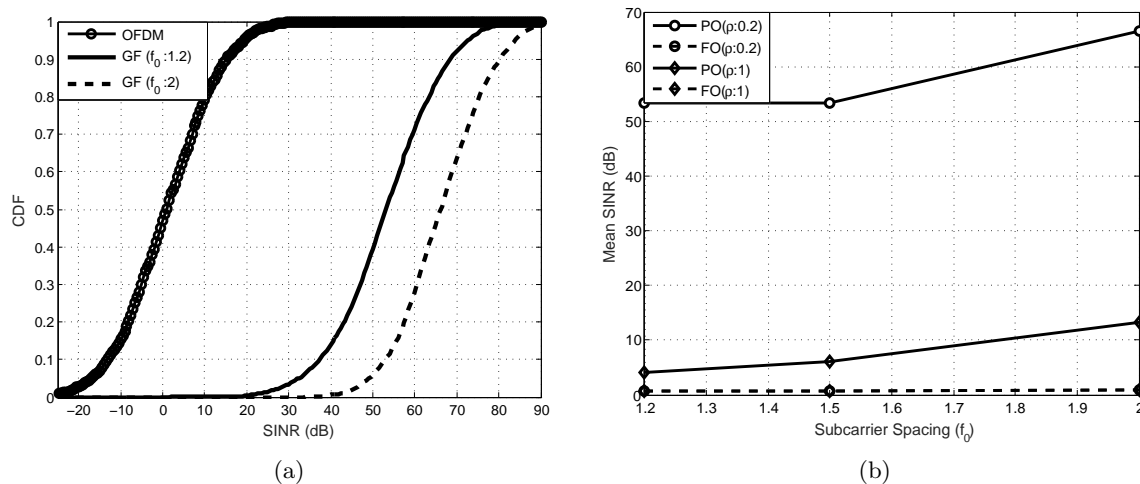 OFDM
GF (f0:1.2)
GF (f0:2)
1
0.9
0.8
0.7
0.6
0.5
0.4
0.3
0.2
0.1
0
CDF
-20 -10 0 10 20 30 40 50 60 70 80 90
SINR (dB)
(a)
PO(ρ:0.2)
FO(ρ:0.2)
PO(ρ:1)
FO(ρ:1)
70
60
50
40
30
20
10
0
Mean SINR (dB)
1.2 1.3 1.4 1.5 1.6 1.7 1.8 1.9 2
Subcarrier Spacing (f0)
(b)